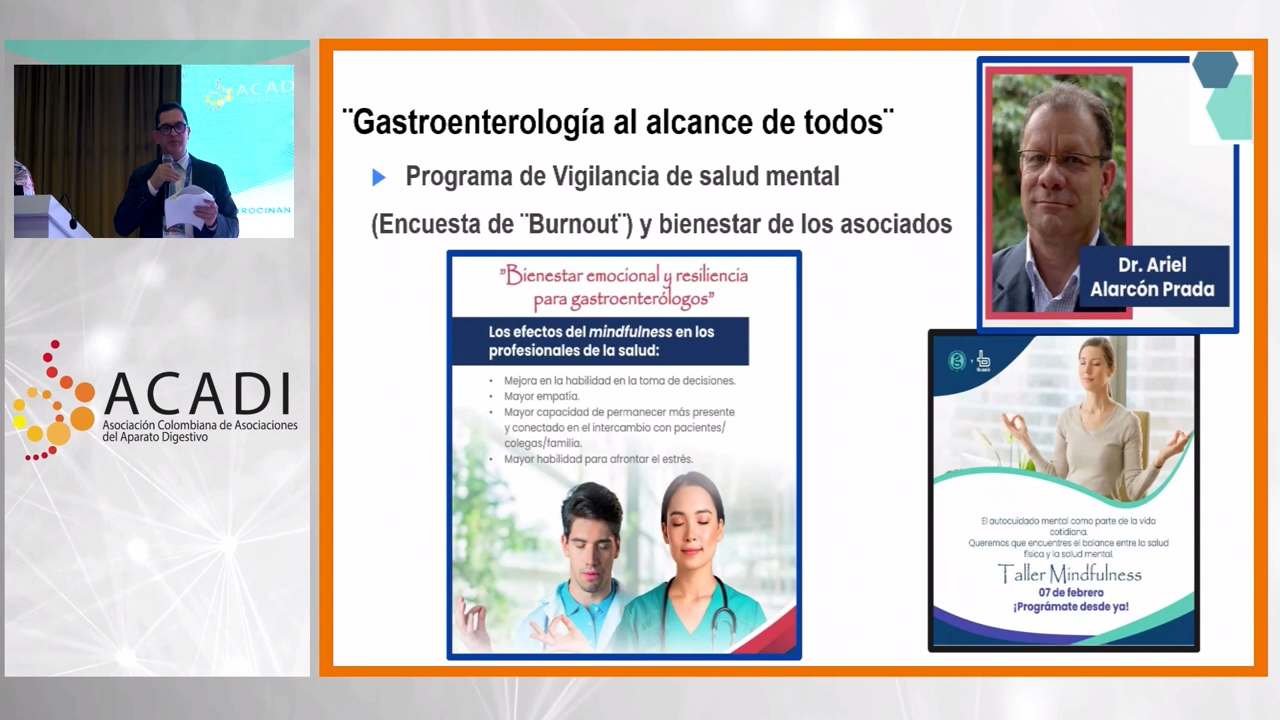 ACADI
ROCINAN
ACADI
Asociación Colombiana de Asociaciones
del Aparato Digestivo
¨Gastroenterología al alcance de todos¨
Programa de Vigilancia de salud mental
(Encuesta de ¨Burnout¨) y bienestar de los asociados
Dr. Ariel
Alarcón Prada
"Bienestar emocional y resiliencia
para gastroenterólogos"
Los efectos del mindfulness en los
profesionales de la salud:
• Mejora en la habilidad en la toma de decisiones.
• Mayor empatía.
• Mayor capacidad de permanecer más presente
y conectado en el intercambio con pacientes/
colegas/familia.
• Mayor habilidad para afrontar el estrés.
El autocuidado mental como parte de la vida
cotidiana.
Queremos que encuentres el balance entre la salud
física y la salud mental.
Taller Mindfulness
07 de febrero
¡Prográmate desde ya!